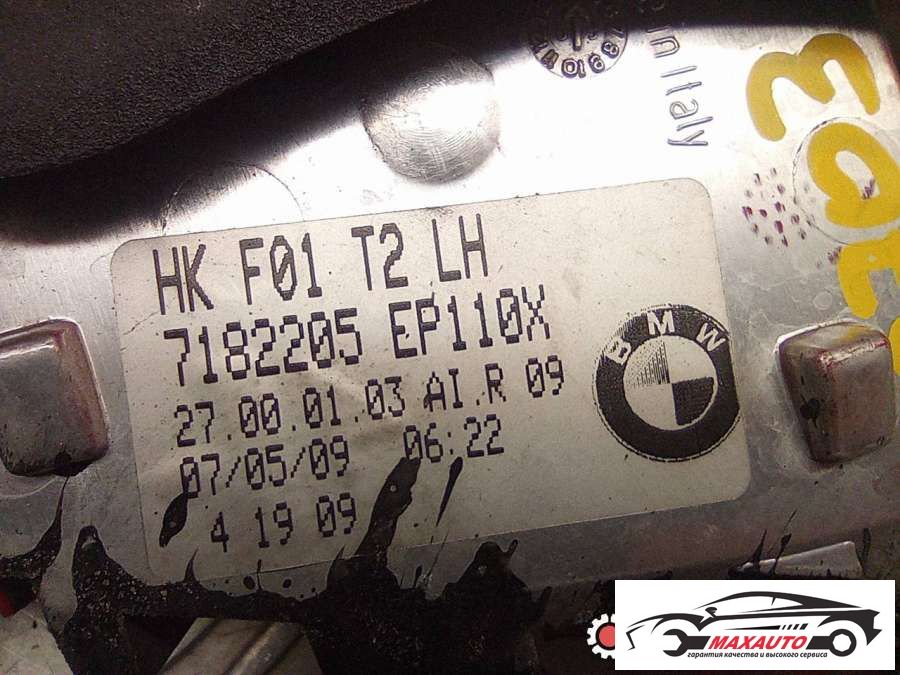 in Italy
HK F01 T2 LH
7182205 EP110X
27.00.01.03 AI.R 09
07/05/09 06:22
4 19 09
BMW
MAXAUTO
гарантия качества и высокого сервиса